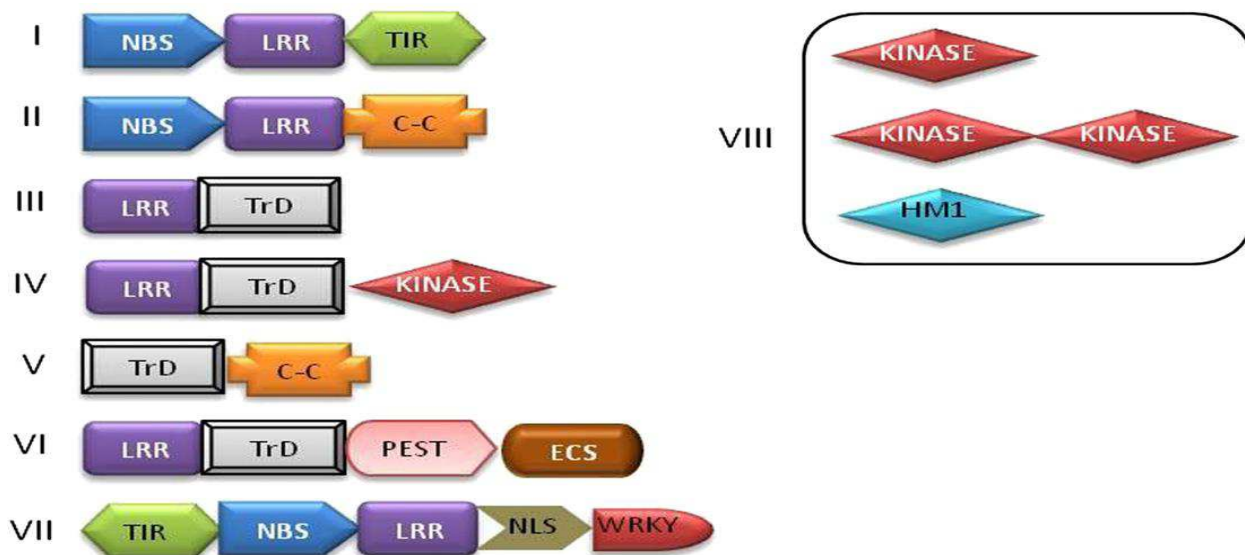 I NBS LRR TIR
II NBS LRR C-C
III LRR TrD
IV LRR TrD KINASE
V TrD C-C
VI LRR TrD PEST ECS
VII TIR NBS LRR NLS WRKY
VIII
KINASE
KINASE KINASE
HM1